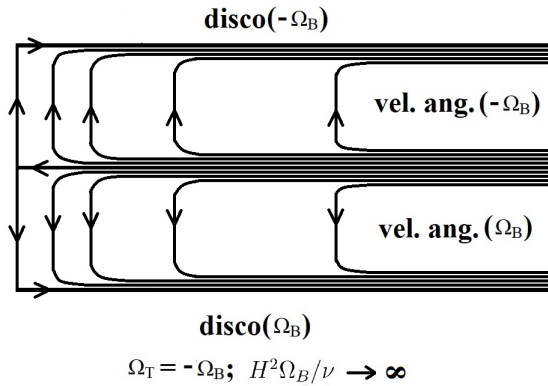 disco(-Ω_B)
vel. ang.(-Ω_B)
vel. ang.(Ω_B)
disco(Ω_B)
Ω_T = -Ω_B; H²Ω_B/ν → ∞